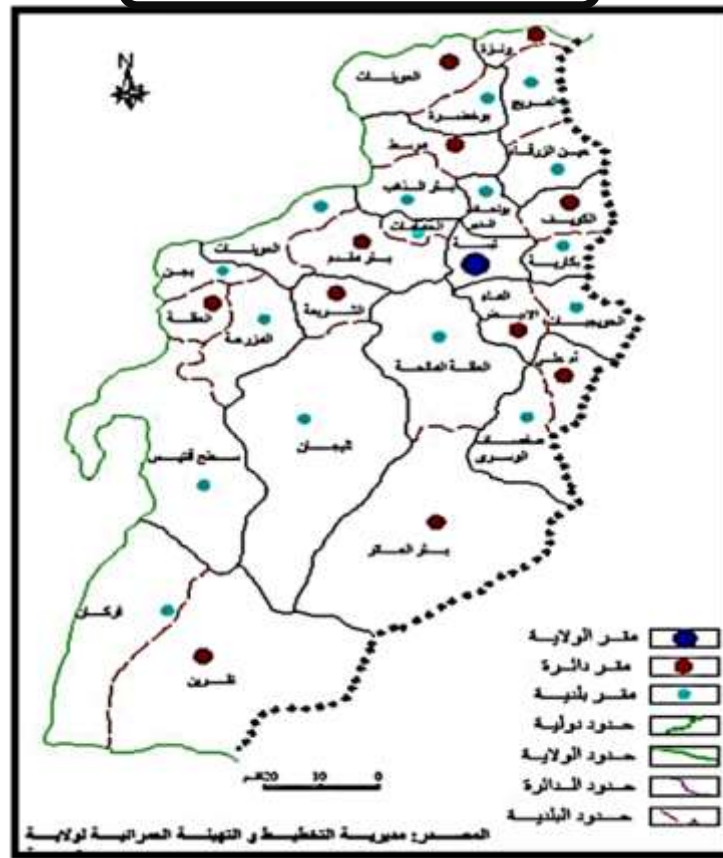 N
ونزة
العوينات
المريج
بوخضرة
مرسط
عين الزرقاء
بئر الذهب
بولحاف
الدير
الكويف
الحمامات
تبسة
العوينات
بئر مقدم
بكارية
بجن
الماء
الابيض
الحويجبات
العقلة
المزرعة
الشريعة
العقلة المالحة
أم علي
صفصاف
الوسرى
سطح قنتيس
ثليجان
بئر العاتر
فركان
نقرين
مقر الولاية
مقر دائرة
مقر بلدية
حدود دولية
حدود الولاية
حدود الدائرة
حدود البلدية
0 10 20كلم
المصدر: مديرية التخطيط و التهيئة العمرانية لولاية